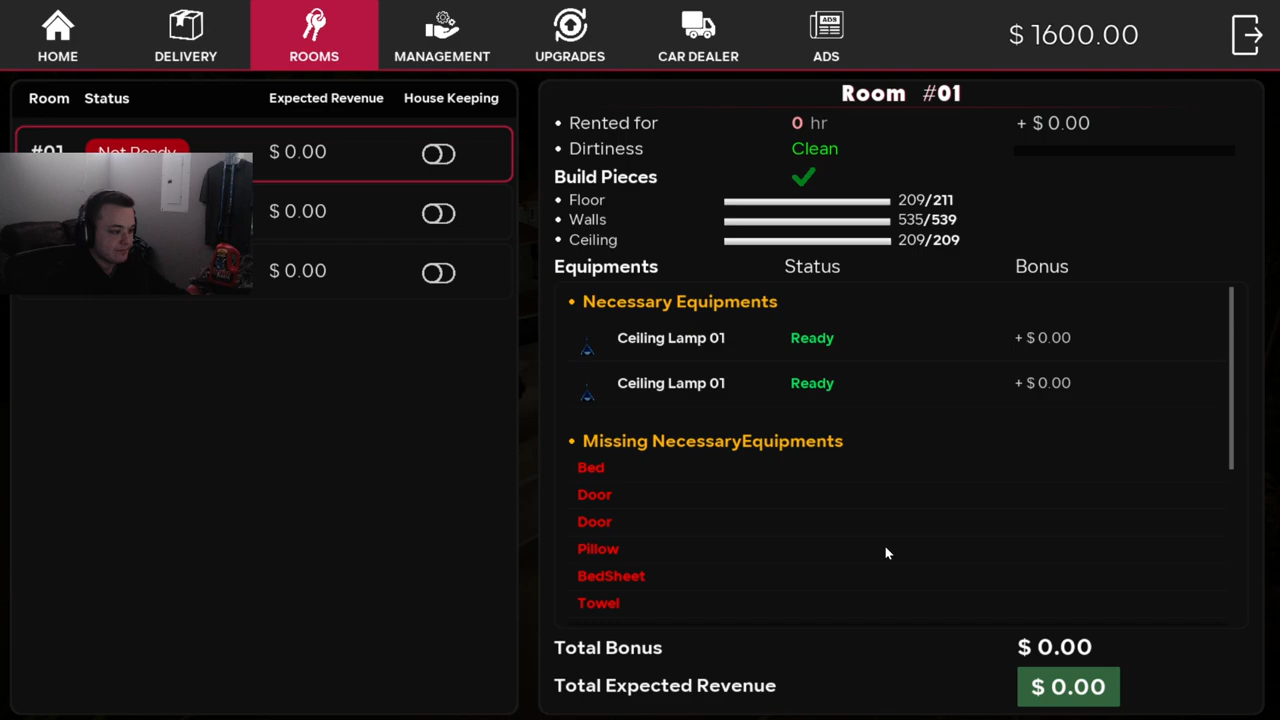 HOME DELIVERY ROOMS MANAGEMENT UPGRADES CAR DEALER ADS $ 1600.00
ADS
Room Status Expected Revenue House Keeping
#01 Not Ready $ 0.00
$ 0.00
$ 0.00
Room #01
• Rented for 0 hr + $ 0.00
• Dirtiness Clean
Build Pieces
• Floor 209/211
• Walls 535/539
• Ceiling 209/209
Equipments Status Bonus
• Necessary Equipments
Ceiling Lamp 01 Ready + $ 0.00
Ceiling Lamp 01 Ready + $ 0.00
• Missing NecessaryEquipments
Bed
Door
Door
Pillow
BedSheet
Towel
Total Bonus $ 0.00
Total Expected Revenue $ 0.00